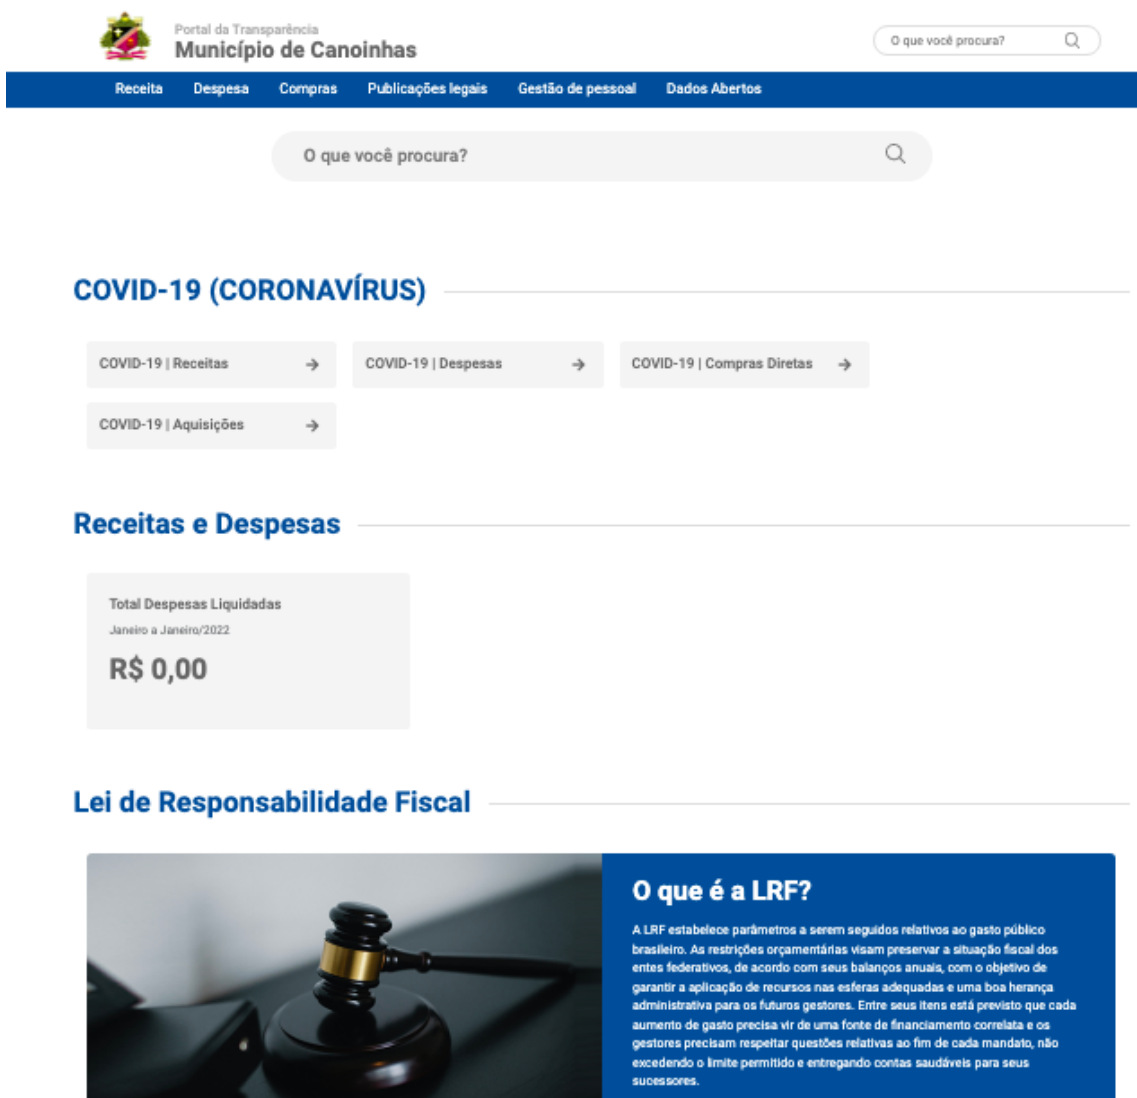 Portal da Transparência
Município de Canoinhas
O que você procura?
Receita Despesa Compras Publicações legais Gestão de pessoal Dados Abertos
O que você procura?
COVID-19 (CORONAVÍRUS)
COVID-19 | Receitas
COVID-19 | Despesas
COVID-19 | Compras Diretas
COVID-19 | Aquisições
Receitas e Despesas
Total Despesas Liquidadas
Janeiro a Janeiro/2022
R$ 0,00
Lei de Responsabilidade Fiscal
O que é a LRF?
A LRF estabelece parâmetros a serem seguidos relativos ao gasto público
brasileiro. As restrições orçamentárias visam preservar a situação fiscal dos
entes federativos, de acordo com seus balanços anuais, com o objetivo de
garantir a aplicação de recursos nas esferas adequadas e uma boa herança
administrativa para os futuros gestores. Entre seus itens está previsto que cada
aumento de gasto precisa vir de uma fonte de financiamento correlata e os
gestores precisam respeitar questões relativas ao fim de cada mandato, não
excedendo o limite permitido e entregando contas saudáveis para seus
sucessores.